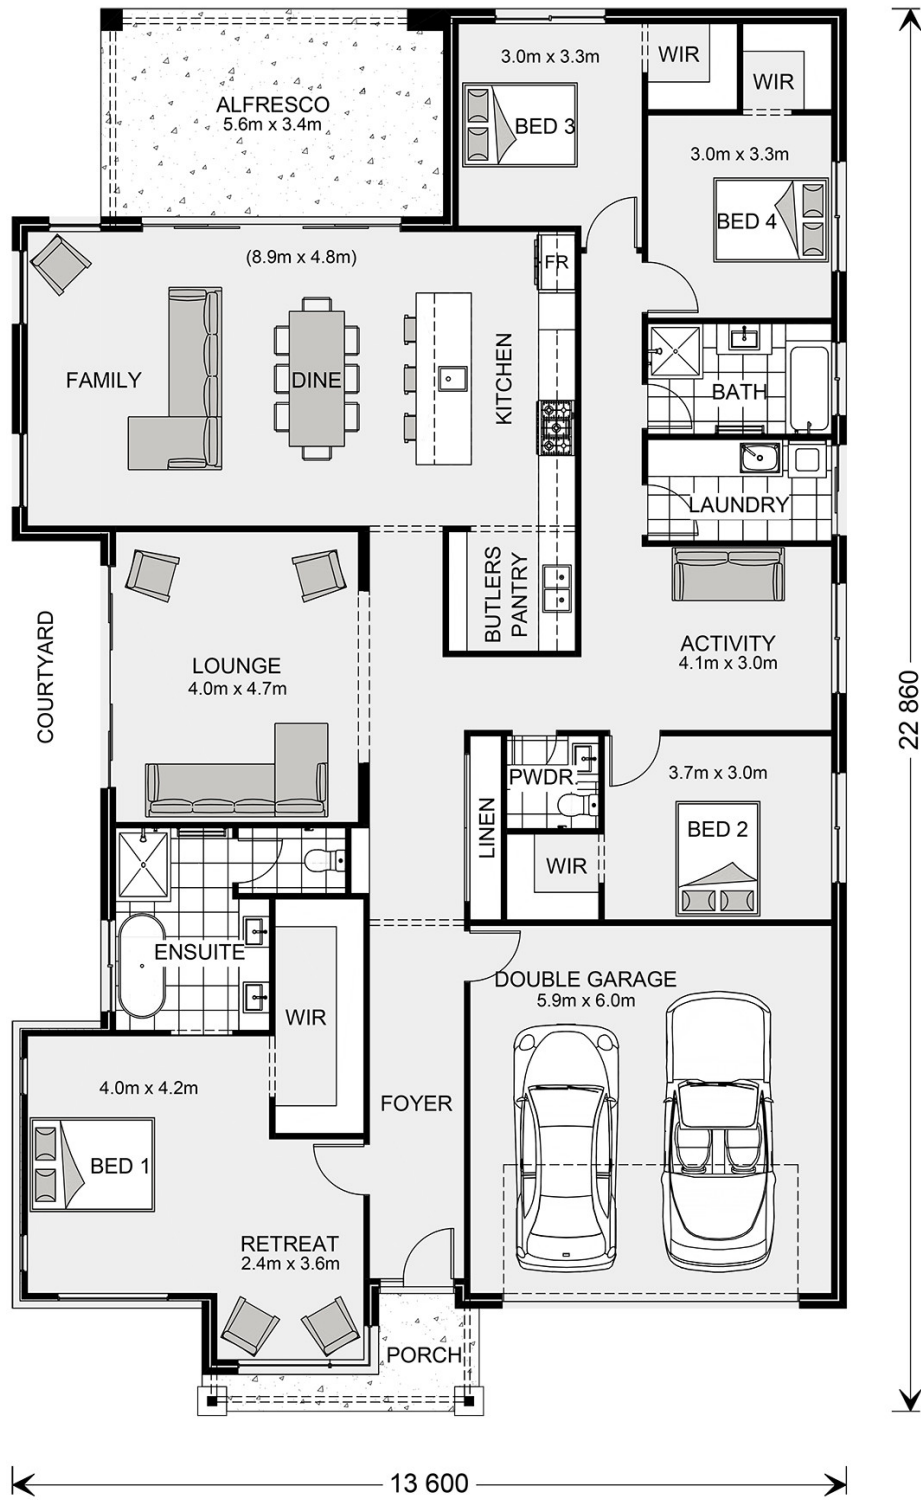 3.0m x 3.3m
WIR
WIR
ALFRESCO
5.6m x 3.4m
BED 3
3.0m x 3.3m
BED 4
(8.9m x 4.8m)
FR
FAMILY
DINE
KITCHEN
BATH
LAUNDRY
BUTLERS
PANTRY
COURTYARD
LOUNGE
4.0m x 4.7m
ACTIVITY
4.1m x 3.0m
22 860
PWDR.
3.7m x 3.0m
LINEN
BED 2
WIR
ENSUITE
DOUBLE GARAGE
5.9m x 6.0m
WIR
4.0m x 4.2m
FOYER
BED 1
RETREAT
2.4m x 3.6m
PORCH
13 600